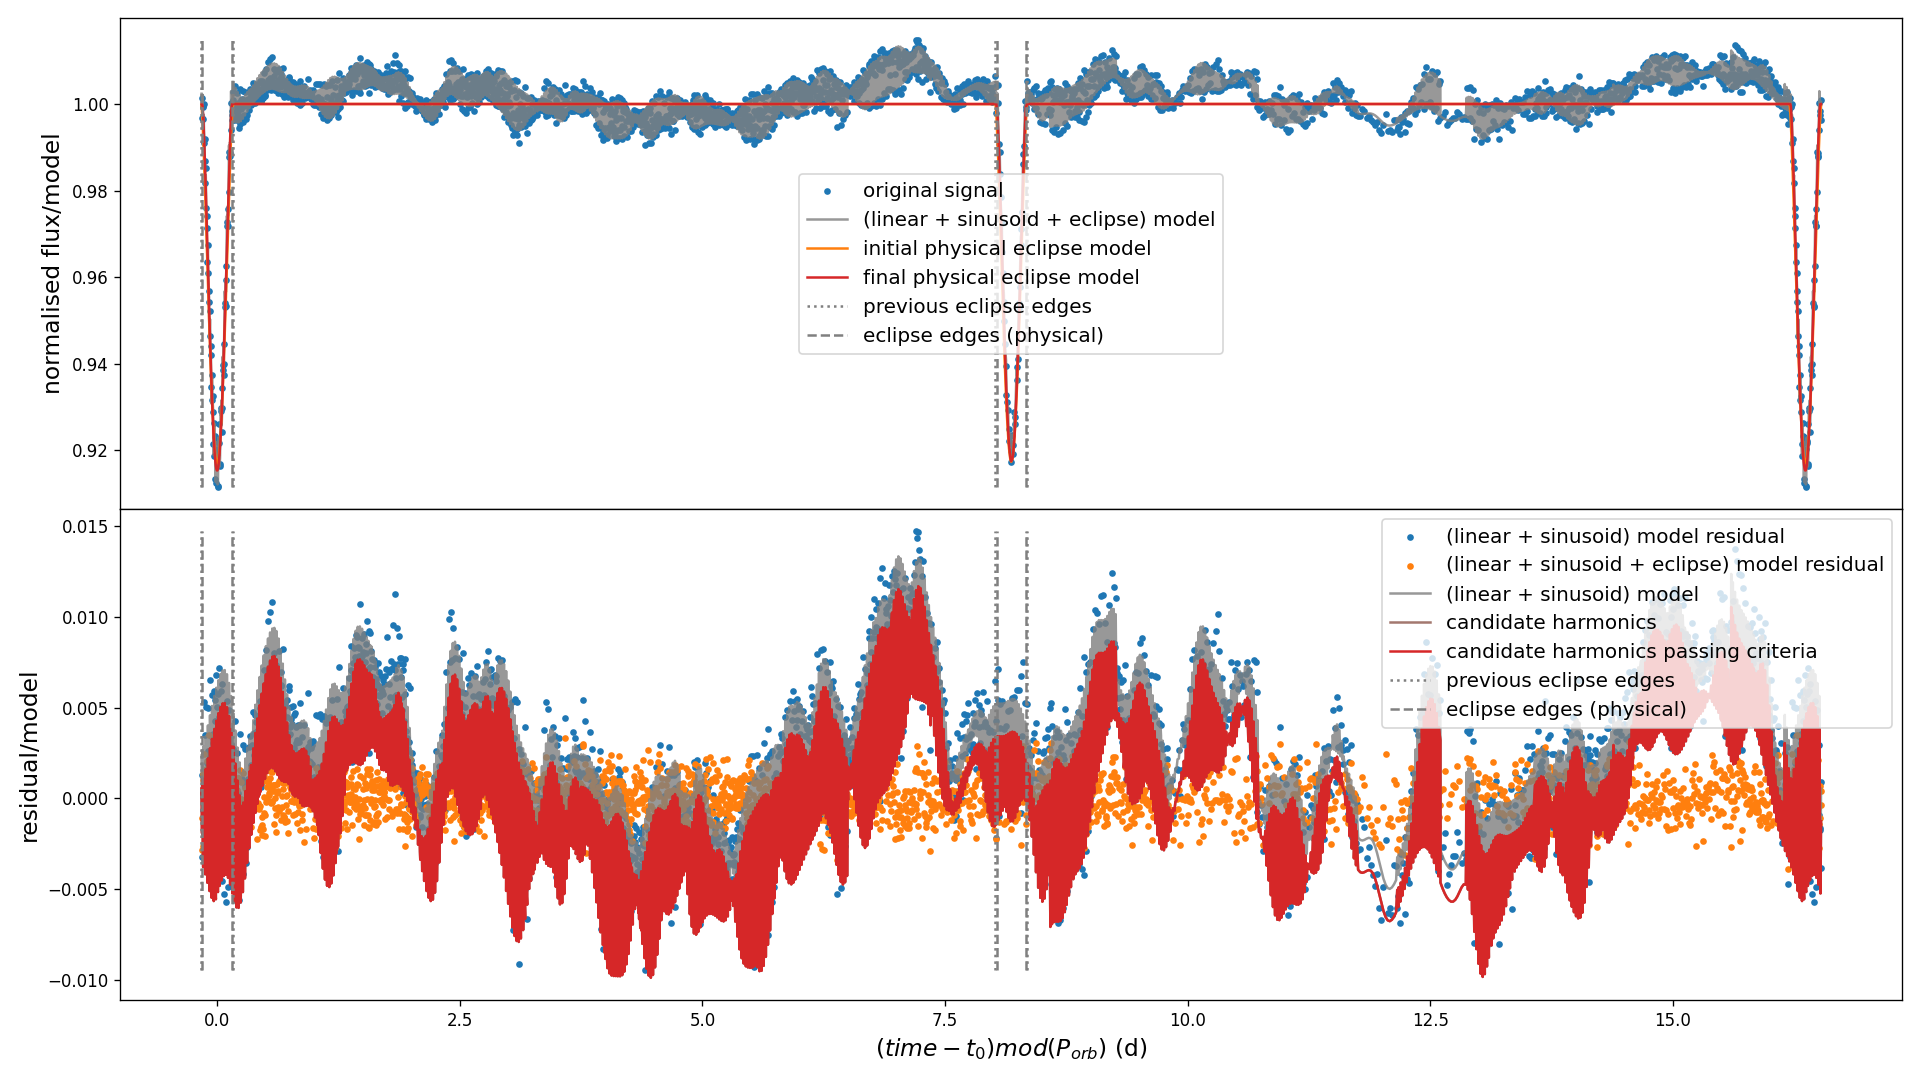 normalised flux/model
1.00
0.98
0.96
0.94
0.92
original signal
(linear + sinusoid + eclipse) model
initial physical eclipse model
final physical eclipse model
previous eclipse edges
eclipse edges (physical)
residual/model
0.015
0.010
0.005
0.000
−0.005
−0.010
(linear + sinusoid) model residual
(linear + sinusoid + eclipse) model residual
(linear + sinusoid) model
candidate harmonics
candidate harmonics passing criteria
previous eclipse edges
eclipse edges (physical)
0.0 2.5 5.0 7.5 10.0 12.5 15.0
(time − t₀)mod(P_orb) (d)